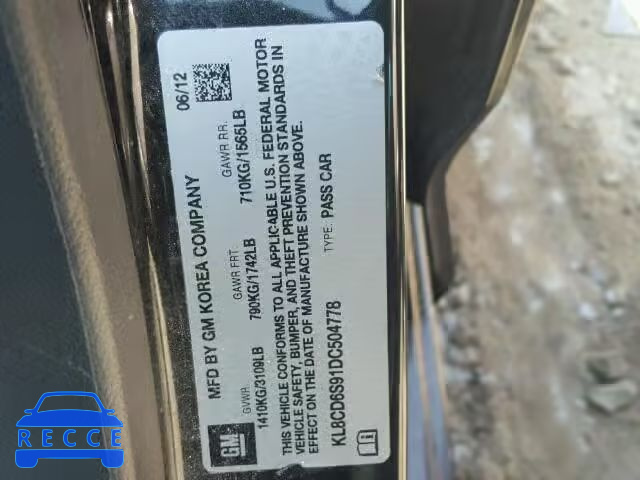 MFD BY GM KOREA COMPANY
06/12
GVWR
GAWR FRT.
GAWR RR.
1410KG/3109LB
790KG/1742LB
710KG/1565LB
THIS VEHICLE CONFORMS TO ALL APPLICABLE U.S. FEDERAL MOTOR
VEHICLE SAFETY, BUMPER, AND THEFT PREVENTION STANDARDS IN
EFFECT ON THE DATE OF MANUFACTURE SHOWN ABOVE.
KL8CD6S91DC504778
TYPE: PASS CAR
GM
RECCE